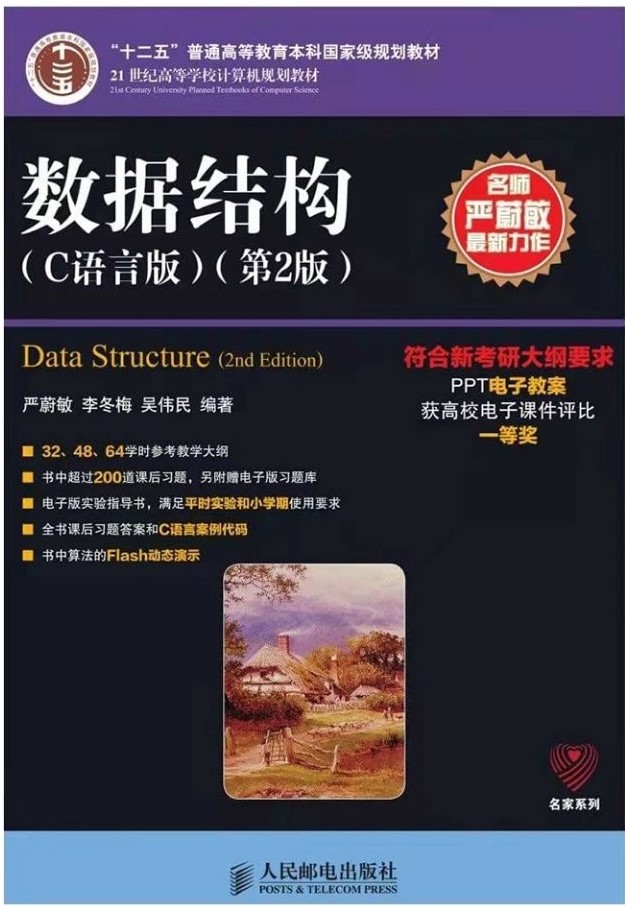 “十二五”普通高等教育本科国家级规划教材
21世纪高等学校计算机规划教材
21st Century University Planned Textbooks of Computer Science
十二五
数据结构
（C语言版）（第2版）
名师
严蔚敏
最新力作
Data Structure (2nd Edition)
严蔚敏 李冬梅 吴伟民 编著
符合新考研大纲要求
PPT电子教案
获高校电子课件评比
一等奖
■ 32、48、64学时参考教学大纲
■ 书中超过200道课后习题，另附赠电子版习题库
■ 电子版实验指导书，满足平时实验和小学期使用要求
■ 全书课后习题答案和C语言案例代码
■ 书中算法的Flash动态演示
名家系列
人民邮电出版社
POSTS & TELECOM PRESS